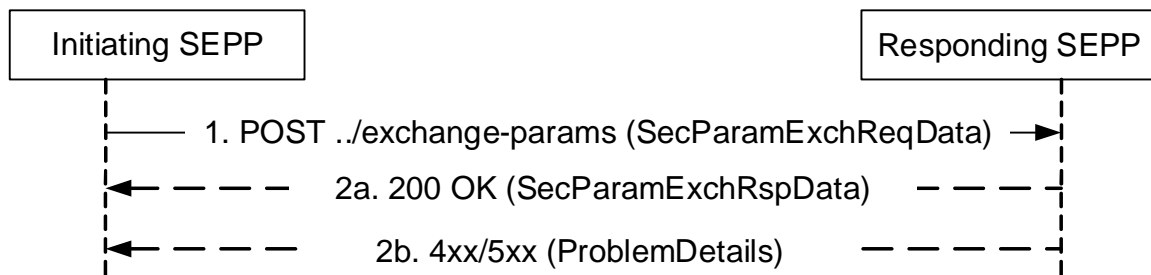 Initiating SEPP
Responding SEPP
1. POST ../exchange-params (SecParamExchReqData)
2a. 200 OK (SecParamExchRspData)
2b. 4xx/5xx (ProblemDetails)